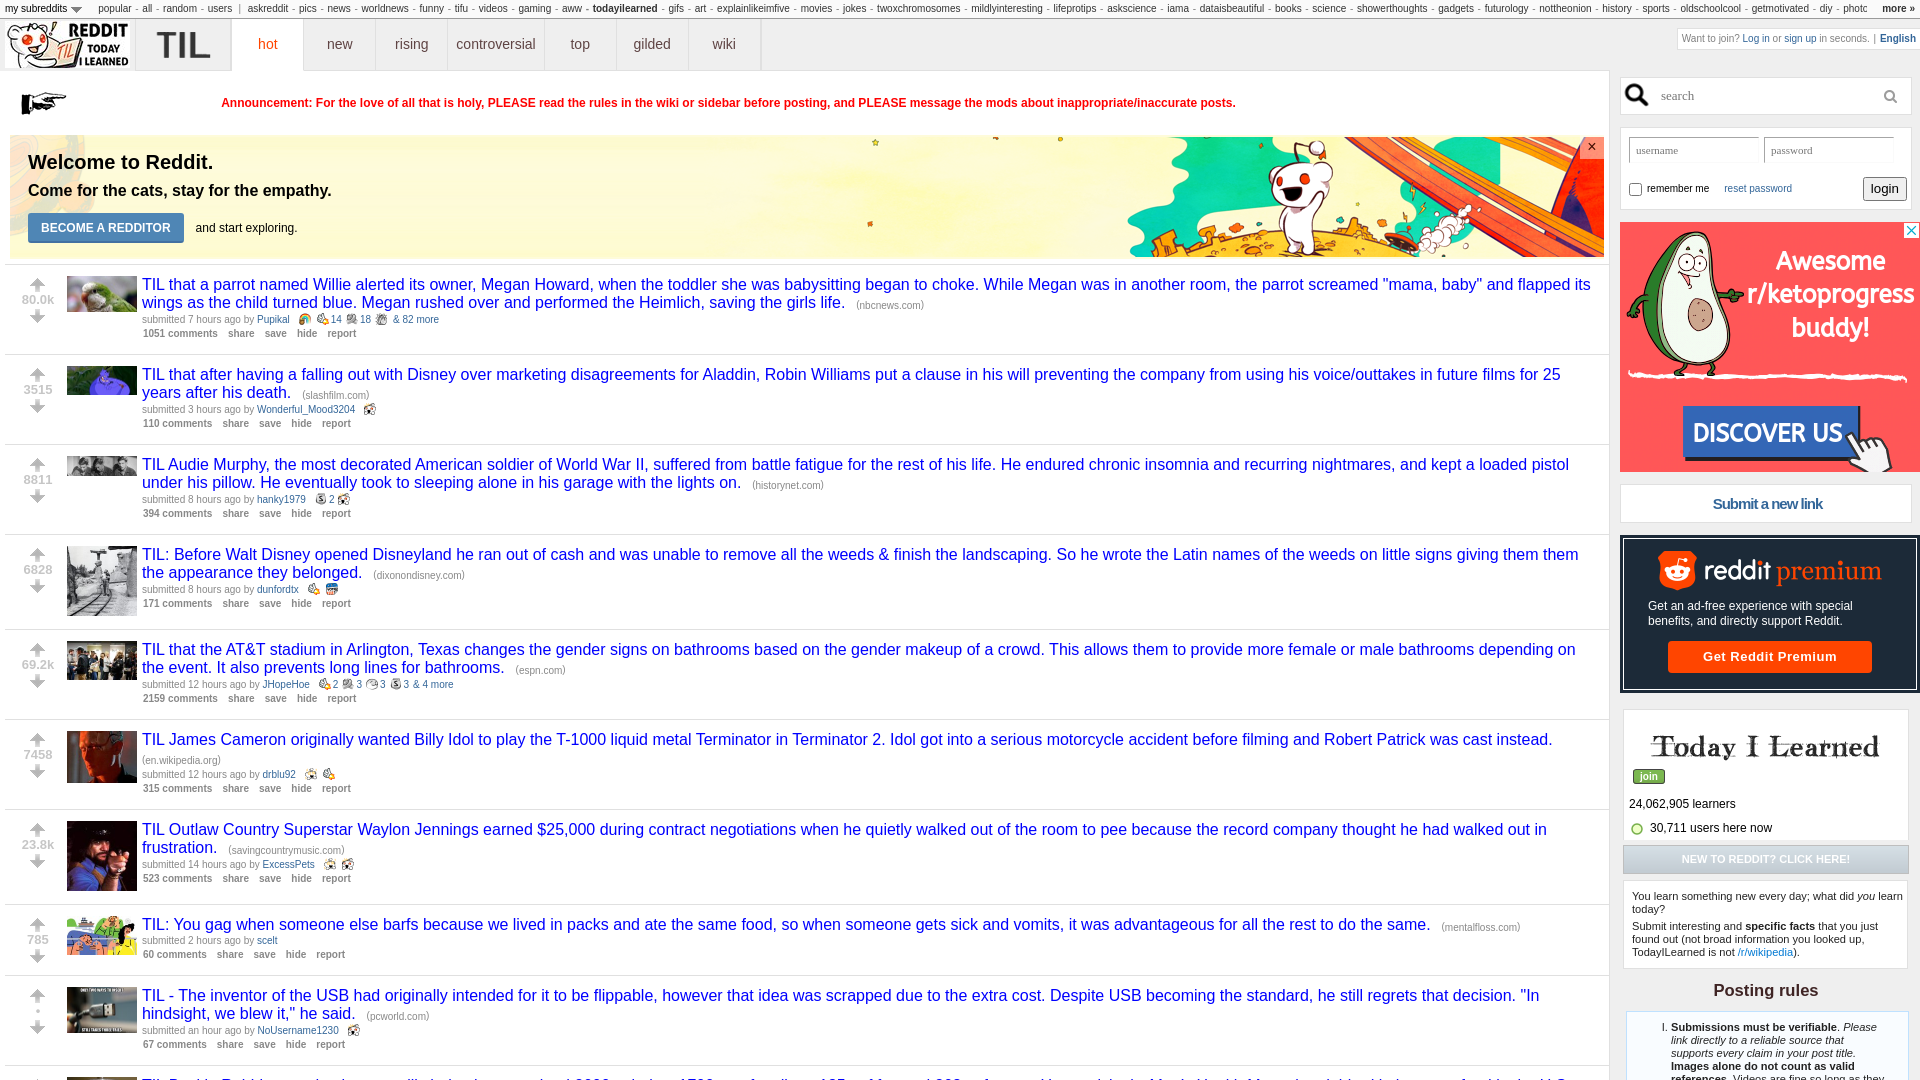 my subreddits popular - all - random - users | askreddit - pics - news - worldnews - funny - tifu - videos - gaming - aww - todayilearned - gifs - art - explainlikeimfive - movies - jokes - twoxchromosomes - mildlyinteresting - lifeprotips - askscience - iama - dataisbeautiful - books - science - showerthoughts - gadgets - futurology - nottheonion - history - sports - oldschoolcool - getmotivated - diy - photo more »
REDDIT
TODAY
I LEARNED
TIL
TIL
hot new rising controversial top gilded wiki
Want to join? Log in or sign up in seconds. | English
Announcement: For the love of all that is holy, PLEASE read the rules in the wiki or sidebar before posting, and PLEASE message the mods about inappropriate/inaccurate posts.
Welcome to Reddit.
Come for the cats, stay for the empathy.
BECOME A REDDITOR and start exploring.
×
80.0k
TIL that a parrot named Willie alerted its owner, Megan Howard, when the toddler she was babysitting began to choke. While Megan was in another room, the parrot screamed "mama, baby" and flapped its
wings as the child turned blue. Megan rushed over and performed the Heimlich, saving the girls life. (nbcnews.com)
submitted 7 hours ago by Pupikal 14 18 & 82 more
1051 comments share save hide report
3515
TIL that after having a falling out with Disney over marketing disagreements for Aladdin, Robin Williams put a clause in his will preventing the company from using his voice/outtakes in future films for 25
years after his death. (slashfilm.com)
submitted 3 hours ago by Wonderful_Mood3204
110 comments share save hide report
8811
TIL Audie Murphy, the most decorated American soldier of World War II, suffered from battle fatigue for the rest of his life. He endured chronic insomnia and recurring nightmares, and kept a loaded pistol
under his pillow. He eventually took to sleeping alone in his garage with the lights on. (historynet.com)
submitted 8 hours ago by hanky1979 2
394 comments share save hide report
6828
TIL: Before Walt Disney opened Disneyland he ran out of cash and was unable to remove all the weeds & finish the landscaping. So he wrote the Latin names of the weeds on little signs giving them them
the appearance they belonged. (dixonondisney.com)
submitted 8 hours ago by dunfordtx
171 comments share save hide report
69.2k
TIL that the AT&T stadium in Arlington, Texas changes the gender signs on bathrooms based on the gender makeup of a crowd. This allows them to provide more female or male bathrooms depending on
the event. It also prevents long lines for bathrooms. (espn.com)
submitted 12 hours ago by JHopeHoe 2 3 3 3 & 4 more
2159 comments share save hide report
7458
TIL James Cameron originally wanted Billy Idol to play the T-1000 liquid metal Terminator in Terminator 2. Idol got into a serious motorcycle accident before filming and Robert Patrick was cast instead.
(en.wikipedia.org)
submitted 12 hours ago by drblu92
315 comments share save hide report
23.8k
TIL Outlaw Country Superstar Waylon Jennings earned $25,000 during contract negotiations when he quietly walked out of the room to pee because the record company thought he had walked out in
frustration. (savingcountrymusic.com)
submitted 14 hours ago by ExcessPets
523 comments share save hide report
785
TIL: You gag when someone else barfs because we lived in packs and ate the same food, so when someone gets sick and vomits, it was advantageous for all the rest to do the same. (mentalfloss.com)
submitted 2 hours ago by scelt
60 comments share save hide report
•
TIL - The inventor of the USB had originally intended for it to be flippable, however that idea was scrapped due to the extra cost. Despite USB becoming the standard, he still regrets that decision. "In
hindsight, we blew it," he said. (pcworld.com)
submitted an hour ago by NoUsername1230
67 comments share save hide report
search
username password
remember me reset password login
Awesome
r/ketoprogress
buddy!
DISCOVER US
Submit a new link
reddit premium
Get an ad-free experience with special
benefits, and directly support Reddit.
Get Reddit Premium
Today I Learned
join
24,062,905 learners
30,711 users here now
NEW TO REDDIT? CLICK HERE!
You learn something new every day; what did you learn
today?
Submit interesting and specific facts that you just
found out (not broad information you looked up,
TodayILearned is not /r/wikipedia).
Posting rules
I. Submissions must be verifiable. Please
link directly to a reliable source that
supports every claim in your post title.
Images alone do not count as valid
references. Videos are fine so long as they